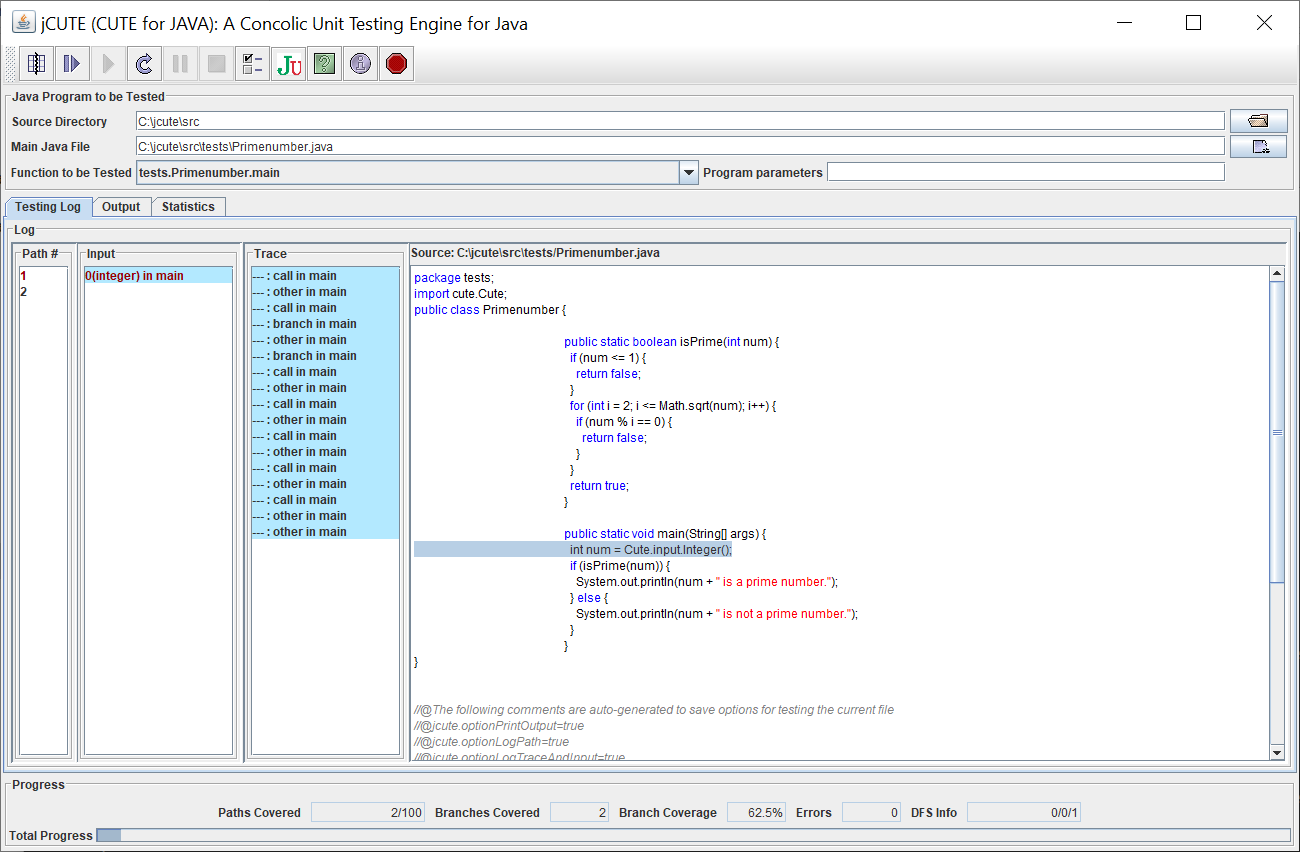 jCUTE (CUTE for JAVA): A Concolic Unit Testing Engine for Java
JU ?
Java Program to be Tested
Source Directory C:\jcute\src
Main Java File C:\jcute\src\tests\Primenumber.java
Function to be Tested tests.Primenumber.main Program parameters
Testing Log Output Statistics
Log
Path # Input Trace Source: C:\jcute\src\tests/Primenumber.java
1
2
0(integer) in main
--- : call in main
--- : other in main
--- : call in main
--- : branch in main
--- : other in main
--- : branch in main
--- : call in main
--- : other in main
--- : call in main
--- : other in main
--- : call in main
--- : other in main
--- : call in main
--- : other in main
--- : call in main
--- : other in main
--- : other in main
package tests;
import cute.Cute;
public class Primenumber {
public static boolean isPrime(int num) {
if (num <= 1) {
return false;
}
for (int i = 2; i <= Math.sqrt(num); i++) {
if (num % i == 0) {
return false;
}
}
return true;
}
public static void main(String[] args) {
int num = Cute.input.Integer();
if (isPrime(num)) {
System.out.println(num + " is a prime number.");
} else {
System.out.println(num + " is not a prime number.");
}
}
}
//@The following comments are auto-generated to save options for testing the current file
//@jcute.optionPrintOutput=true
//@jcute.optionLogPath=true
//@jcute.optionLogTraceAndInput=true
Progress
Paths Covered 2/100 Branches Covered 2 Branch Coverage 62.5% Errors 0 DFS Info 0/0/1
Total Progress